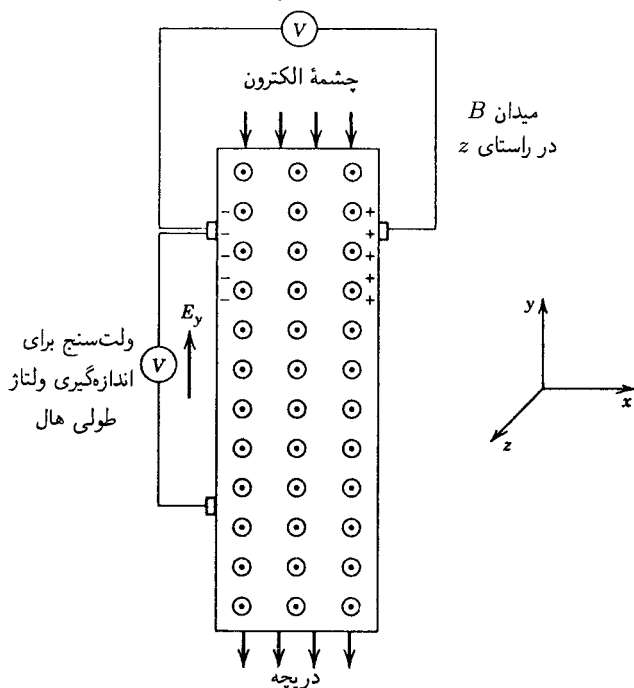 V
چشمهٔ الکترون
میدان B
در راستای z
E_y
ولت‌سنج برای
اندازه‌گیری ولتاژ
طولی هال
V
y
x
z
دریچه